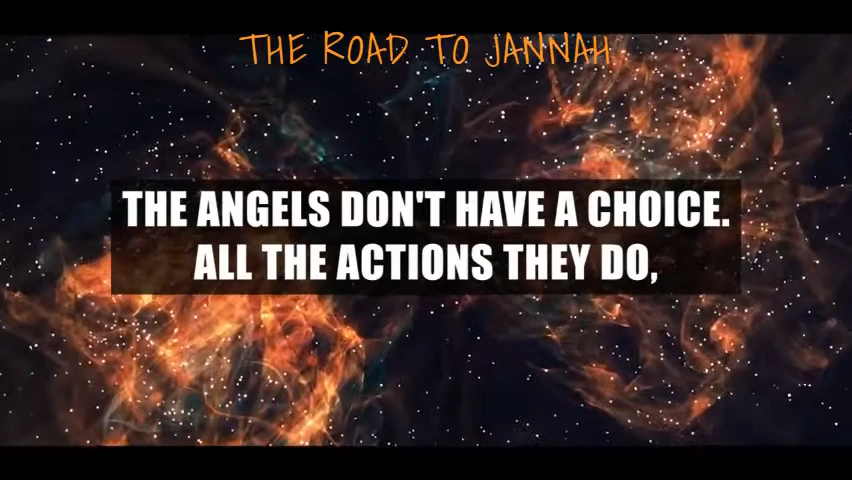 THE ROAD TO JANNAH
THE ANGELS DON'T HAVE A CHOICE.
ALL THE ACTIONS THEY DO,